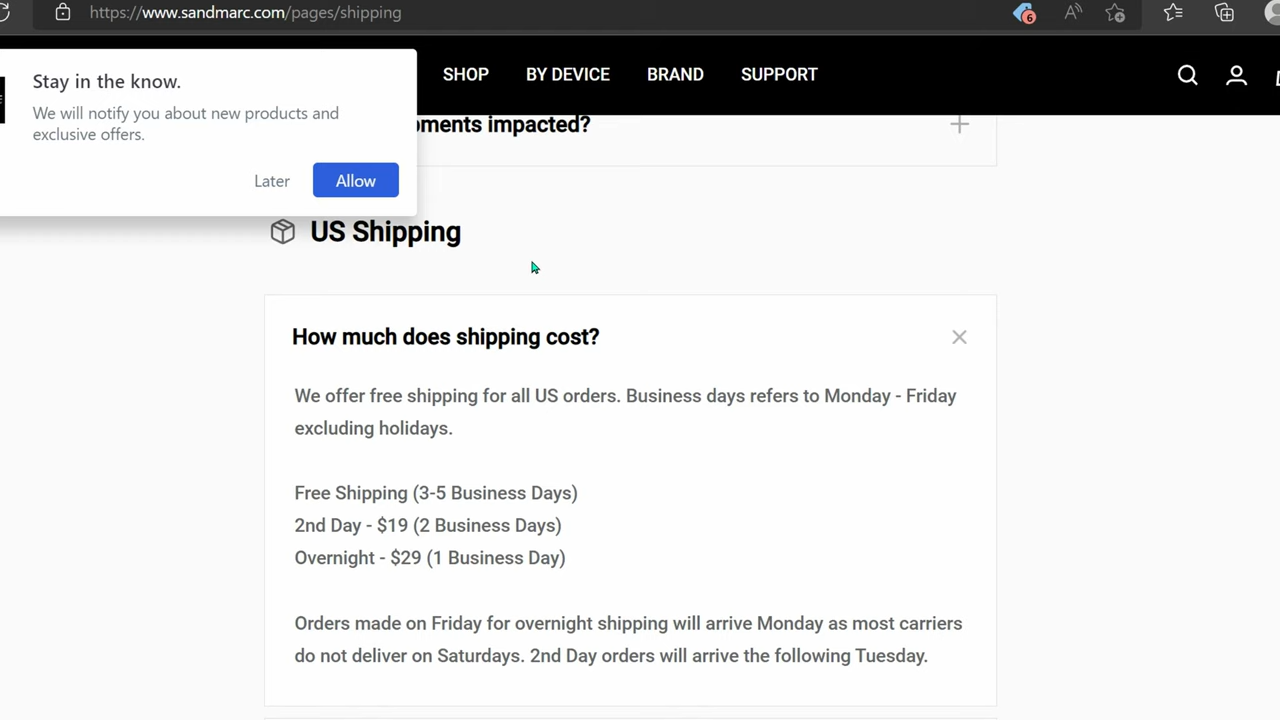 https://www.sandmarc.com/pages/shipping
6
Stay in the know.
We will notify you about new products and
exclusive offers.
Later
Allow
SHOP
BY DEVICE
BRAND
SUPPORT
impacted?
US Shipping
How much does shipping cost?
We offer free shipping for all US orders. Business days refers to Monday - Friday
excluding holidays.
Free Shipping (3-5 Business Days)
2nd Day - $19 (2 Business Days)
Overnight - $29 (1 Business Day)
Orders made on Friday for overnight shipping will arrive Monday as most carriers
do not deliver on Saturdays. 2nd Day orders will arrive the following Tuesday.